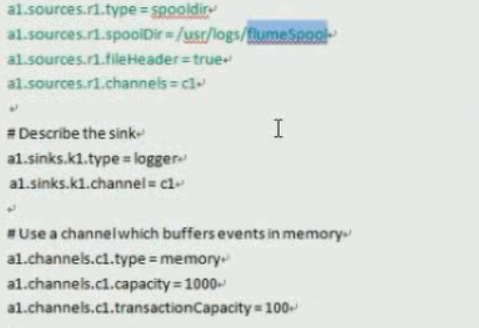 a1.sources.r1.type = spooldir
a1.sources.r1.spoolDir = /usr/logs/flumeSpool
a1.sources.r1.fileHeader = true
a1.sources.r1.channels = c1
# Describe the sink
a1.sinks.k1.type = logger
a1.sinks.k1.channel = c1
# Use a channel which buffers events in memory
a1.channels.c1.type = memory
a1.channels.c1.capacity = 1000
a1.channels.c1.transactionCapacity = 100